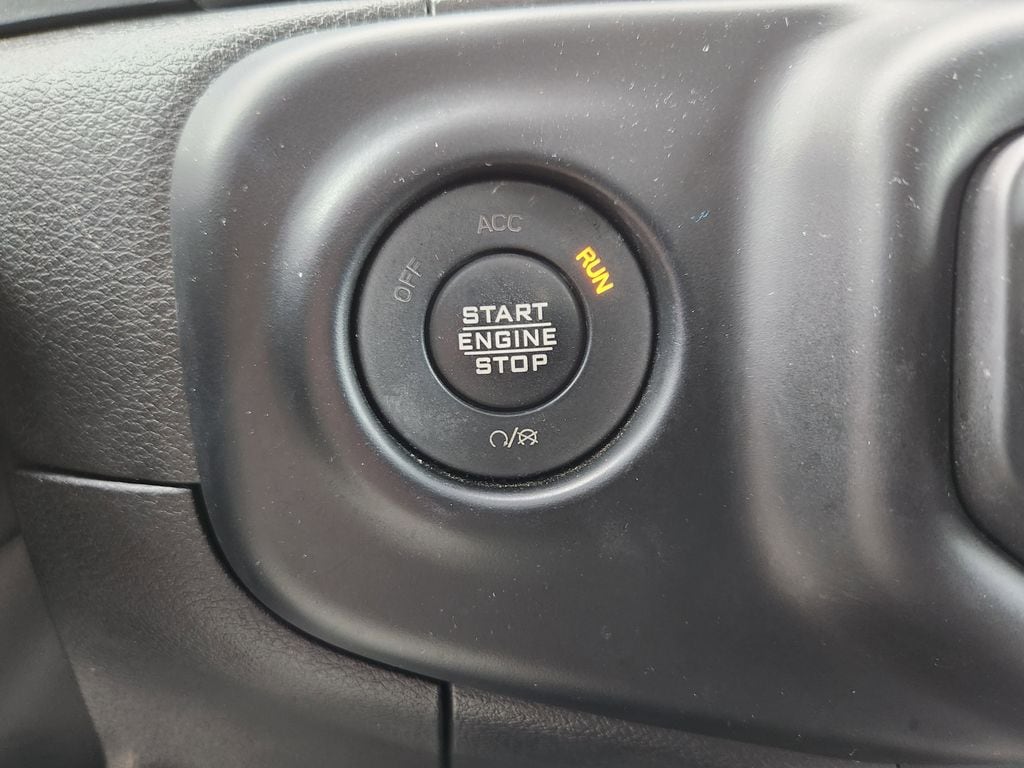 ACC
OFF
RUN
START
ENGINE
STOP